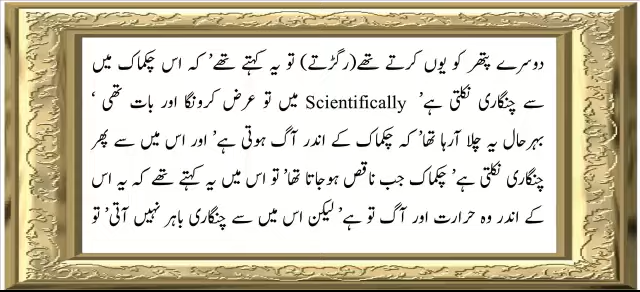 دوسرے پتھر کو یوں کرتے تھے(رگڑتے) تو یہ کہتے تھے’ کہ اس چکماک میں
سے چنگاری نکلتی ہے’ Scientifically میں تو عرض کرونگا اور بات تھی ‘
بہرحال یہ چلا آرہا تھا’ کہ چکماک کے اندر آگ ہوتی ہے’ اور اس میں سے پھر
چنگاری نکلتی ہے’ چکماک جب ناقص ہوجاتا تھا’ تو اس میں یہ کہتے تھے کہ یہ اس
کے اندر وہ حرارت اور آگ تو ہے’ لیکن اس میں سے چنگاری باہر نہیں آتی’ تو